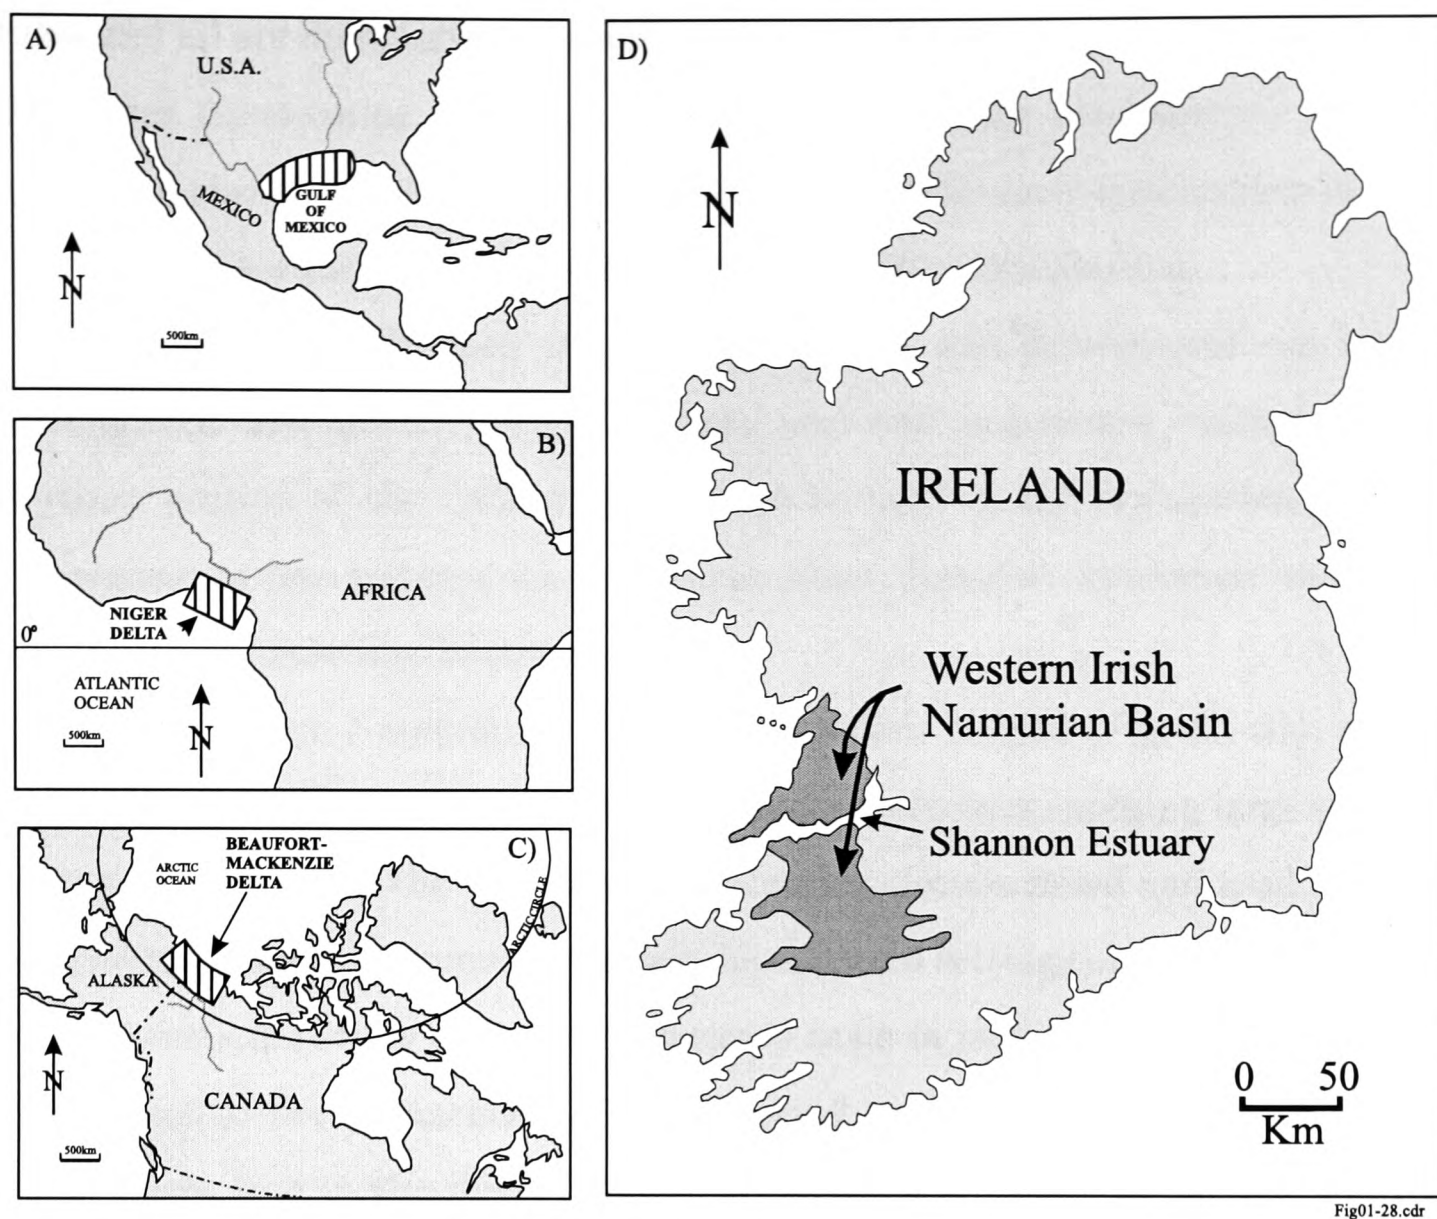 A)
U.S.A.
MEXICO
GULF
OF
MEXICO
N
500km
B)
AFRICA
NIGER
DELTA
0°
ATLANTIC
OCEAN
N
500km
C)
BEAUFORT-
MACKENZIE
DELTA
ARCTIC
OCEAN
ARCTIC CIRCLE
ALASKA
N
CANADA
500km
D)
N
IRELAND
Western Irish
Namurian Basin
Shannon Estuary
0 50
Km
Fig01-28.cdr